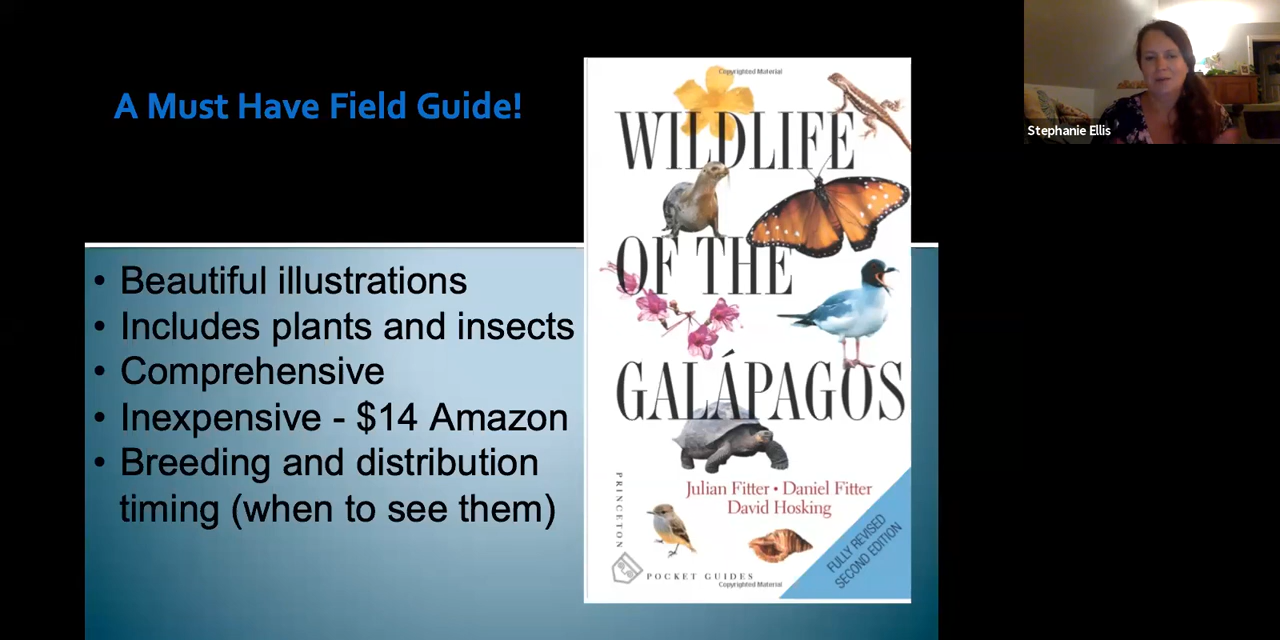 A Must Have Field Guide!
• Beautiful illustrations
• Includes plants and insects
• Comprehensive
• Inexpensive - $14 Amazon
• Breeding and distribution
timing (when to see them)
Copyrighted Material
WILDLIFE
OF THE
GALÁPAGOS
Julian Fitter • Daniel Fitter
David Hosking
PRINCETON
POCKET GUIDES
Copyrighted Material
FULLY REVISED
SECOND EDITION
Stephanie Ellis